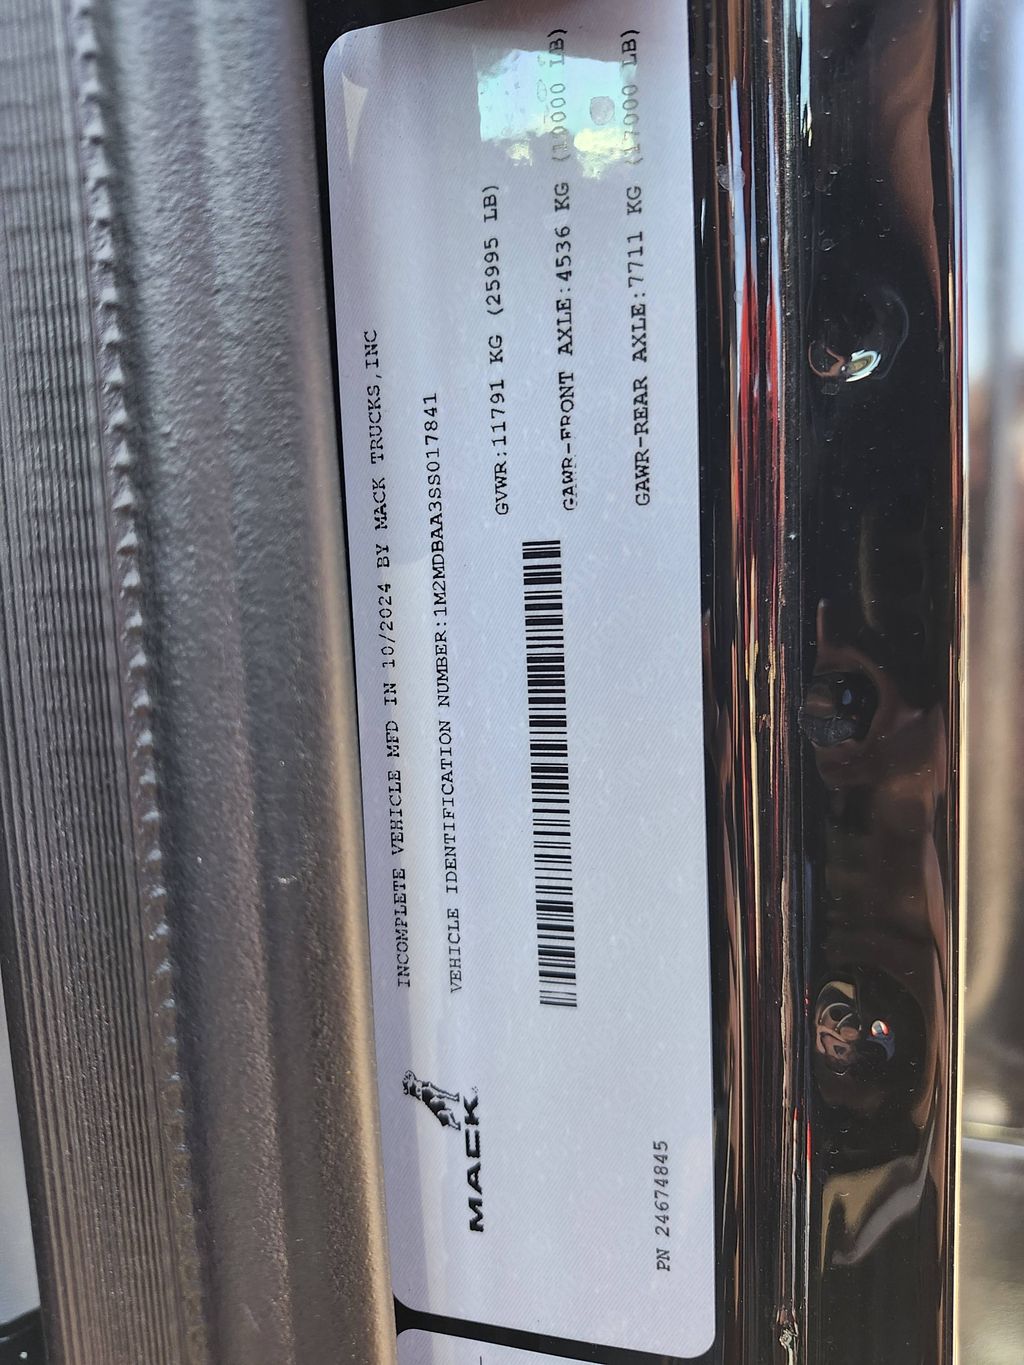 INCOMPLETE VEHICLE MFD IN 10/2024 BY MACK TRUCKS,INC
VEHICLE IDENTIFICATION NUMBER:1M2MDBAA3SS017841
MACK
GVWR:11791 KG (25995 LB)
GAWR-FRONT AXLE:4536 KG (10000 LB)
GAWR-REAR AXLE:7711 KG (17000 LB)
PN 24674845